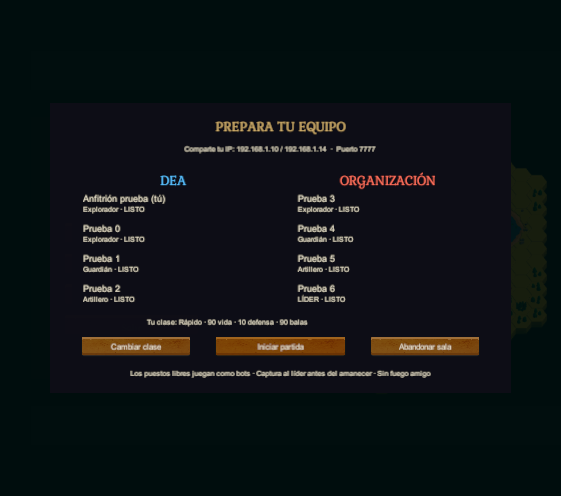 PREPARA TU EQUIPO
Comparte tu IP: 192.168.1.10 / 192.168.1.14 - Puerto 7777
DEA
ORGANIZACIÓN
Anfitrión prueba (tú)
Explorador · LISTO
Prueba 3
Explorador · LISTO
Prueba 0
Explorador · LISTO
Prueba 4
Guardián · LISTO
Prueba 1
Guardián · LISTO
Prueba 5
Artillero · LISTO
Prueba 2
Artillero · LISTO
Prueba 6
LÍDER · LISTO
Tu clase: Rápido · 90 vida · 10 defensa · 90 balas
Cambiar clase
Iniciar partida
Abandonar sala
Los puestos libres juegan como bots · Captura al líder antes del amanecer · Sin fuego amigo